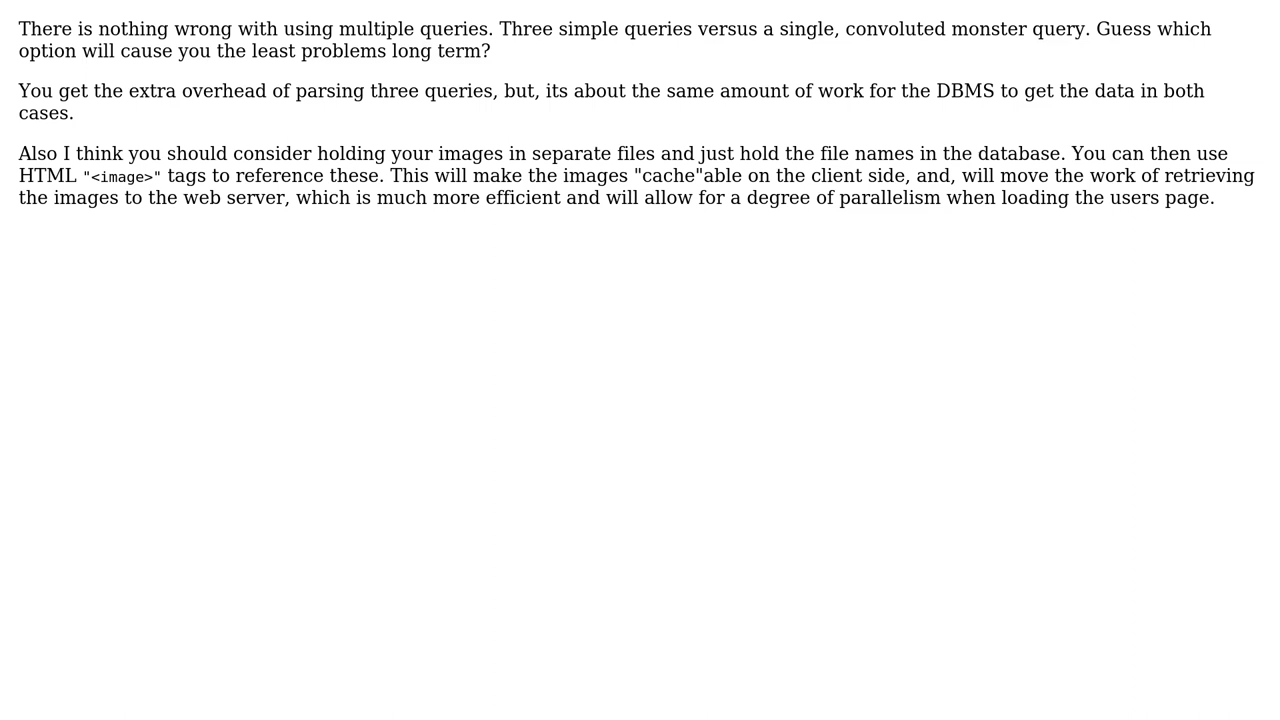 There is nothing wrong with using multiple queries. Three simple queries versus a single, convoluted monster query. Guess which
option will cause you the least problems long term?
You get the extra overhead of parsing three queries, but, its about the same amount of work for the DBMS to get the data in both
cases.
Also I think you should consider holding your images in separate files and just hold the file names in the database. You can then use
HTML "<image>" tags to reference these. This will make the images "cache"able on the client side, and, will move the work of retrieving
the images to the web server, which is much more efficient and will allow for a degree of parallelism when loading the users page.